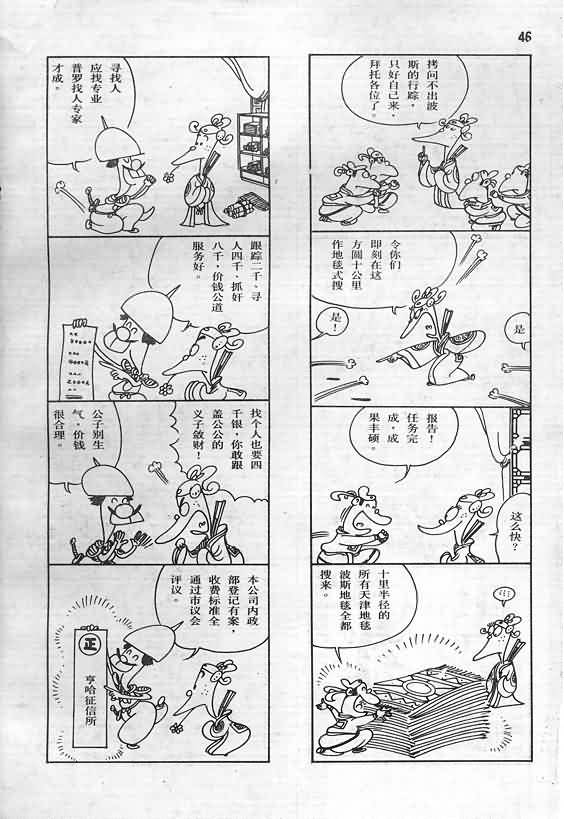 46
拷问不出波
斯的行踪，
只好自己来，
拜托各位了。
令你们
即刻在这
方圆十公里
作地毯式搜
是！
是
报告！
任务完
成，成
果丰硕。
这么快？
十里半径的
所有天津地毯
波斯地毯全都
搜来。
寻找人
应找专业
普罗找人专家
才成。
跟踪二千、寻
人四千、抓奸
八千，价钱公道
服务好。
找个人也要四
千银，你敢跟
盖公公的
义子敛财！
公子别生
气，价钱
很合理。
本公司内政
部登记有案，
收费标准全
通过市议会
评议。
正
亨哈征信所